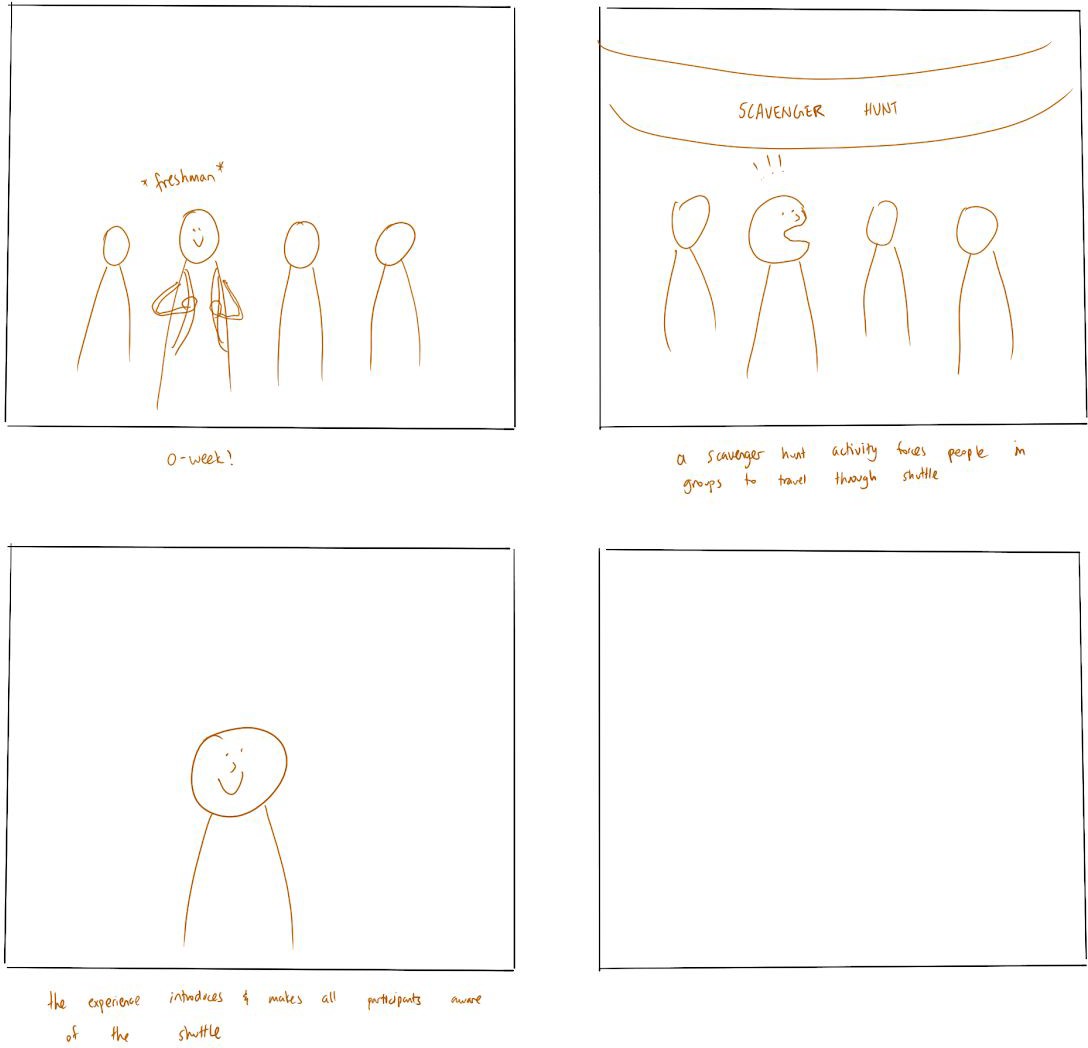 *freshman*
O-week!
SCAVENGER HUNT
!!!
a scavenger hunt activity forces people in
groups to travel through shuttle
the experience introduces & makes all participants aware
of the shuttle